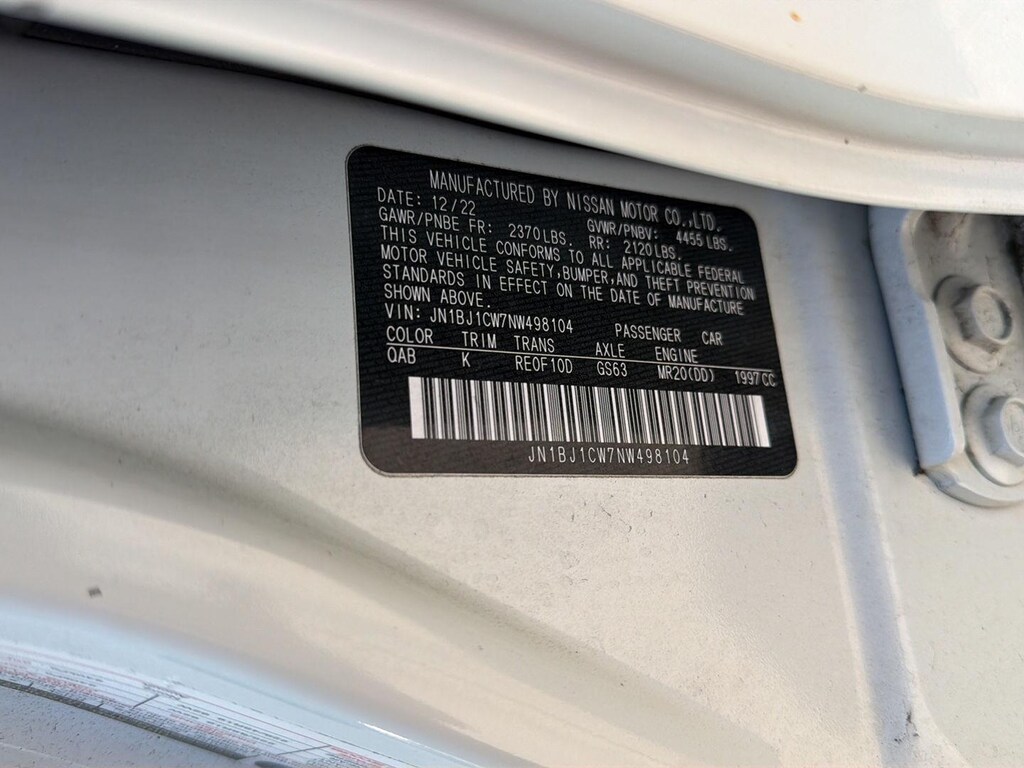 MANUFACTURED BY NISSAN MOTOR CO.,LTD.
DATE: 12/22 GVWR/PNBV: 4455 LBS.
GAWR/PNBE FR: 2370LBS. RR: 2120LBS.
THIS VEHICLE CONFORMS TO ALL APPLICABLE FEDERAL
MOTOR VEHICLE SAFETY,BUMPER,AND THEFT PREVENTION
STANDARDS IN EFFECT ON THE DATE OF MANUFACTURE
SHOWN ABOVE.
VIN: JN1BJ1CW7NW498104 PASSENGER CAR
COLOR TRIM TRANS AXLE ENGINE
QAB K RE0F10D GS63 MR20(DD) 1997CC
JN1BJ1CW7NW498104